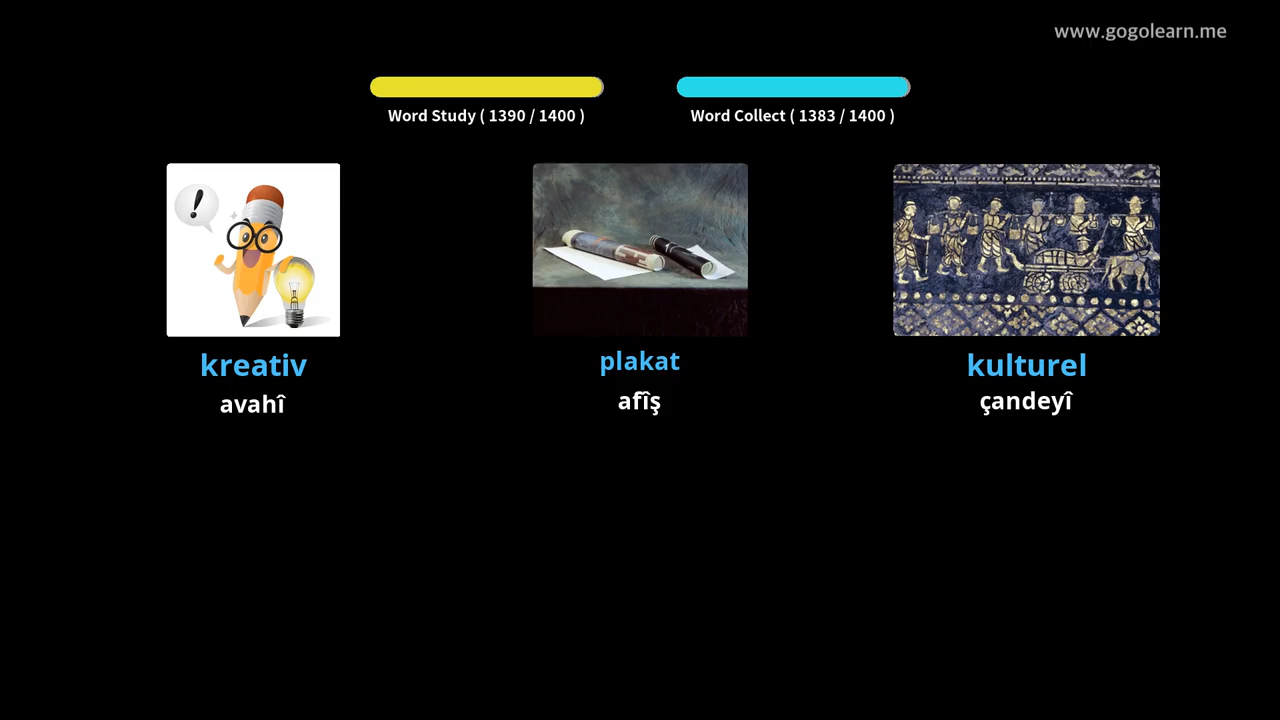 www.gogolearn.me
Word Study ( 1390 / 1400 )
Word Collect ( 1383 / 1400 )
kreativ
avahî
plakat
afîş
kulturel
çandeyî